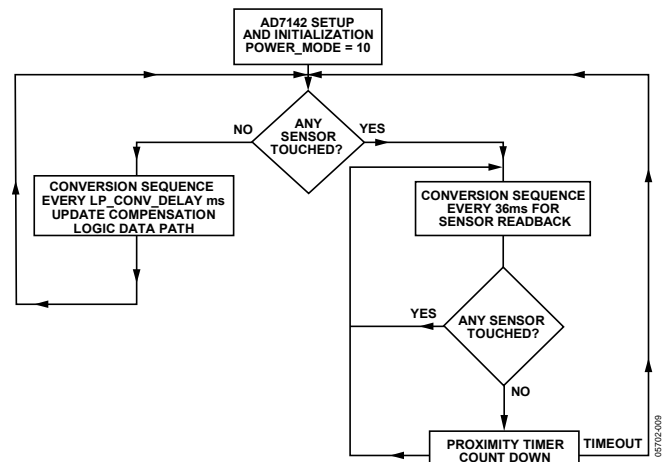 AD7142 SETUP
AND INITIALIZATION
POWER_MODE = 10
ANY
SENSOR
TOUCHED?
NO
YES
CONVERSION SEQUENCE
EVERY LP_CONV_DELAY ms
UPDATE COMPENSATION
LOGIC DATA PATH
CONVERSION SEQUENCE
EVERY 36ms FOR
SENSOR READBACK
YES
ANY SENSOR
TOUCHED?
NO
PROXIMITY TIMER
COUNT DOWN
TIMEOUT
05702-009